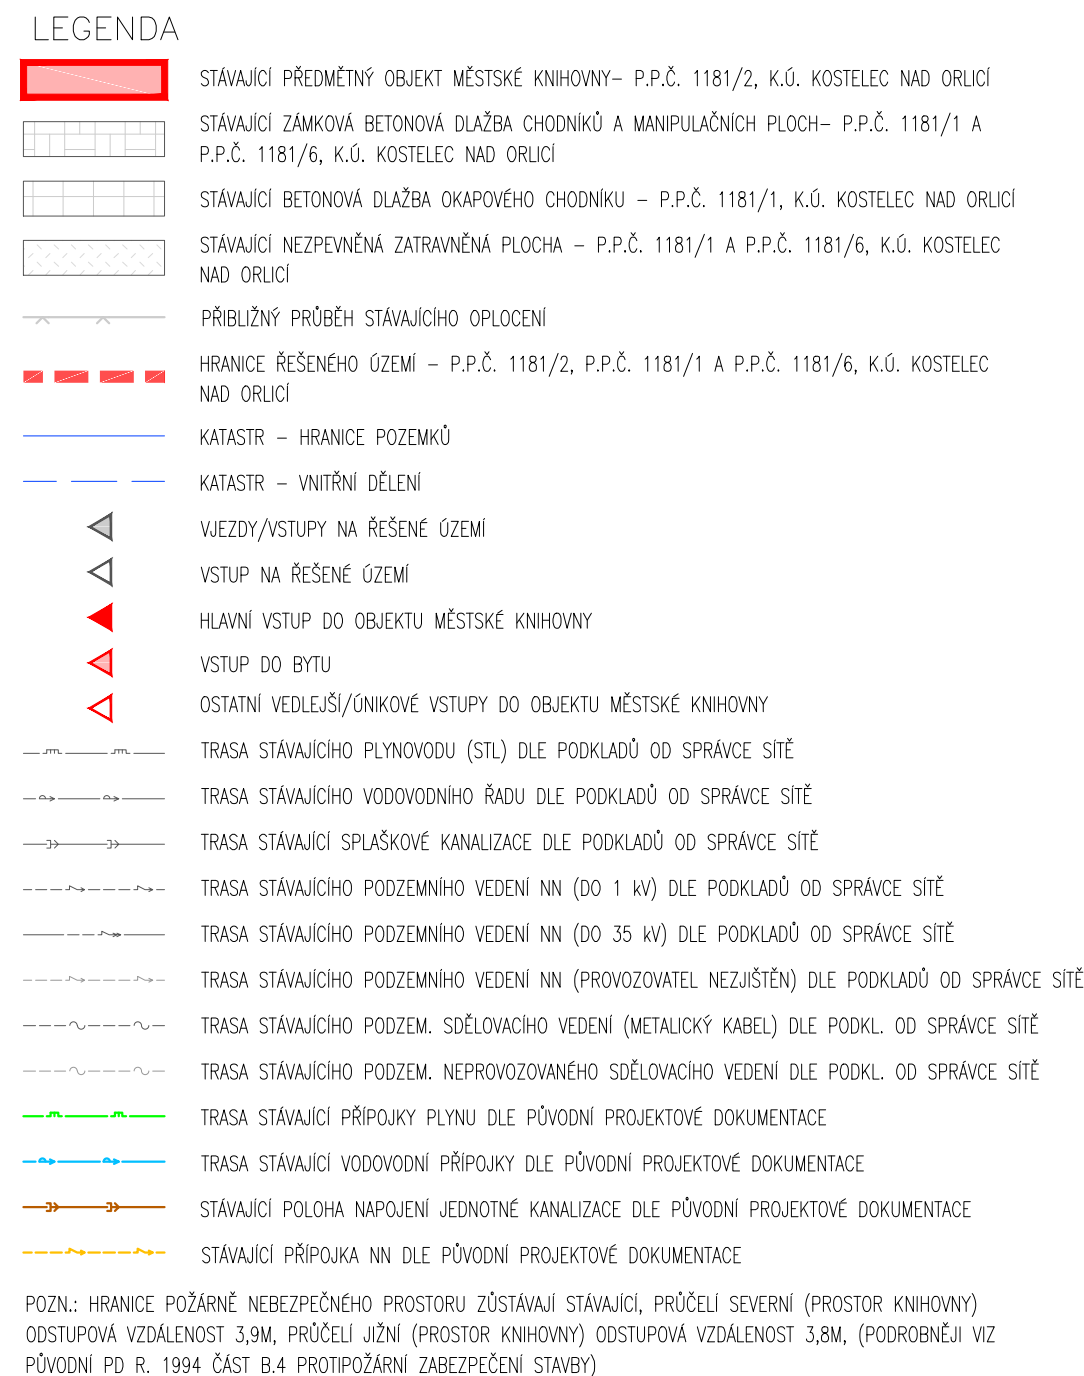 LEGENDA
STÁVAJÍCÍ PŘEDMĚTNÝ OBJEKT MĚSTSKÉ KNIHOVNY– P.P.Č. 1181/2, K.Ú. KOSTELEC NAD ORLICÍ
STÁVAJÍCÍ ZÁMKOVÁ BETONOVÁ DLAŽBA CHODNÍKŮ A MANIPULAČNÍCH PLOCH– P.P.Č. 1181/1 A
P.P.Č. 1181/6, K.Ú. KOSTELEC NAD ORLICÍ
STÁVAJÍCÍ BETONOVÁ DLAŽBA OKAPOVÉHO CHODNÍKU – P.P.Č. 1181/1, K.Ú. KOSTELEC NAD ORLICÍ
STÁVAJÍCÍ NEZPEVNĚNÁ ZATRAVNĚNÁ PLOCHA – P.P.Č. 1181/1 A P.P.Č. 1181/6, K.Ú. KOSTELEC
NAD ORLICÍ
PŘIBLIŽNÝ PRŮBĚH STÁVAJÍCÍHO OPLOCENÍ
HRANICE ŘEŠENÉHO ÚZEMÍ – P.P.Č. 1181/2, P.P.Č. 1181/1 A P.P.Č. 1181/6, K.Ú. KOSTELEC
NAD ORLICÍ
KATASTR – HRANICE POZEMKŮ
KATASTR – VNITŘNÍ DĚLENÍ
VJEZDY/VSTUPY NA ŘEŠENÉ ÚZEMÍ
VSTUP NA ŘEŠENÉ ÚZEMÍ
HLAVNÍ VSTUP DO OBJEKTU MĚSTSKÉ KNIHOVNY
VSTUP DO BYTU
OSTATNÍ VEDLEJŠÍ/ÚNIKOVÉ VSTUPY DO OBJEKTU MĚSTSKÉ KNIHOVNY
TRASA STÁVAJÍCÍHO PLYNOVODU (STL) DLE PODKLADŮ OD SPRÁVCE SÍTĚ
TRASA STÁVAJÍCÍHO VODOVODNÍHO ŘADU DLE PODKLADŮ OD SPRÁVCE SÍTĚ
TRASA STÁVAJÍCÍ SPLAŠKOVÉ KANALIZACE DLE PODKLADŮ OD SPRÁVCE SÍTĚ
TRASA STÁVAJÍCÍHO PODZEMNÍHO VEDENÍ NN (DO 1 kV) DLE PODKLADŮ OD SPRÁVCE SÍTĚ
TRASA STÁVAJÍCÍHO PODZEMNÍHO VEDENÍ NN (DO 35 kV) DLE PODKLADŮ OD SPRÁVCE SÍTĚ
TRASA STÁVAJÍCÍHO PODZEMNÍHO VEDENÍ NN (PROVOZOVATEL NEZJIŠTĚN) DLE PODKLADŮ OD SPRÁVCE SÍTĚ
TRASA STÁVAJÍCÍHO PODZEM. SDĚLOVACÍHO VEDENÍ (METALICKÝ KABEL) DLE PODKL. OD SPRÁVCE SÍTĚ
TRASA STÁVAJÍCÍHO PODZEM. NEPROVOZOVANÉHO SDĚLOVACÍHO VEDENÍ DLE PODKL. OD SPRÁVCE SÍTĚ
TRASA STÁVAJÍCÍ PŘÍPOJKY PLYNU DLE PŮVODNÍ PROJEKTOVÉ DOKUMENTACE
TRASA STÁVAJÍCÍ VODOVODNÍ PŘÍPOJKY DLE PŮVODNÍ PROJEKTOVÉ DOKUMENTACE
STÁVAJÍCÍ POLOHA NAPOJENÍ JEDNOTNÉ KANALIZACE DLE PŮVODNÍ PROJEKTOVÉ DOKUMENTACE
STÁVAJÍCÍ PŘÍPOJKA NN DLE PŮVODNÍ PROJEKTOVÉ DOKUMENTACE
POZN.: HRANICE POŽÁRNĚ NEBEZPEČNÉHO PROSTORU ZŮSTÁVAJÍ STÁVAJÍCÍ, PRŮČELÍ SEVERNÍ (PROSTOR KNIHOVNY)
ODSTUPOVÁ VZDÁLENOST 3,9M, PRŮČELÍ JIŽNÍ (PROSTOR KNIHOVNY) ODSTUPOVÁ VZDÁLENOST 3,8M, (PODROBNĚJI VIZ
PŮVODNÍ PD R. 1994 ČÁST B.4 PROTIPOŽÁRNÍ ZABEZPEČENÍ STAVBY)